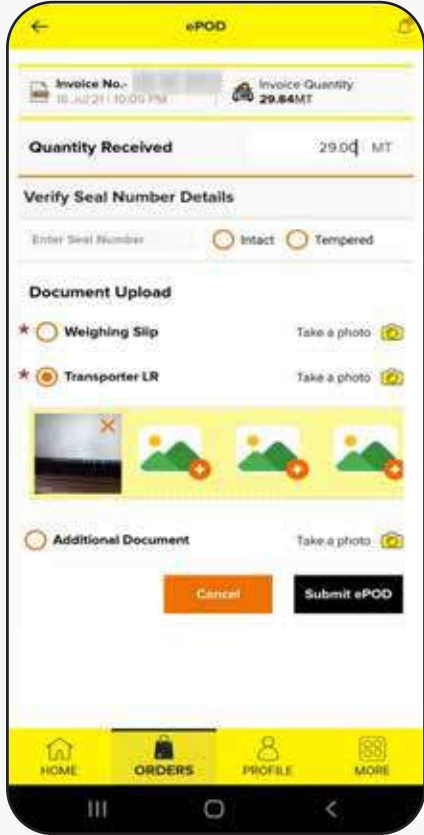 ePOD
Invoice No.-
Invoice Quantity
16 Jul'21 | 10:05 PM
29.84MT
Quantity Received 29.00 MT
Verify Seal Number Details
Enter Seal Number Intact Tempered
Document Upload
* Weighing Slip Take a photo
* Transporter LR Take a photo
Additional Document Take a photo
Cancel Submit ePOD
HOME ORDERS PROFILE MORE